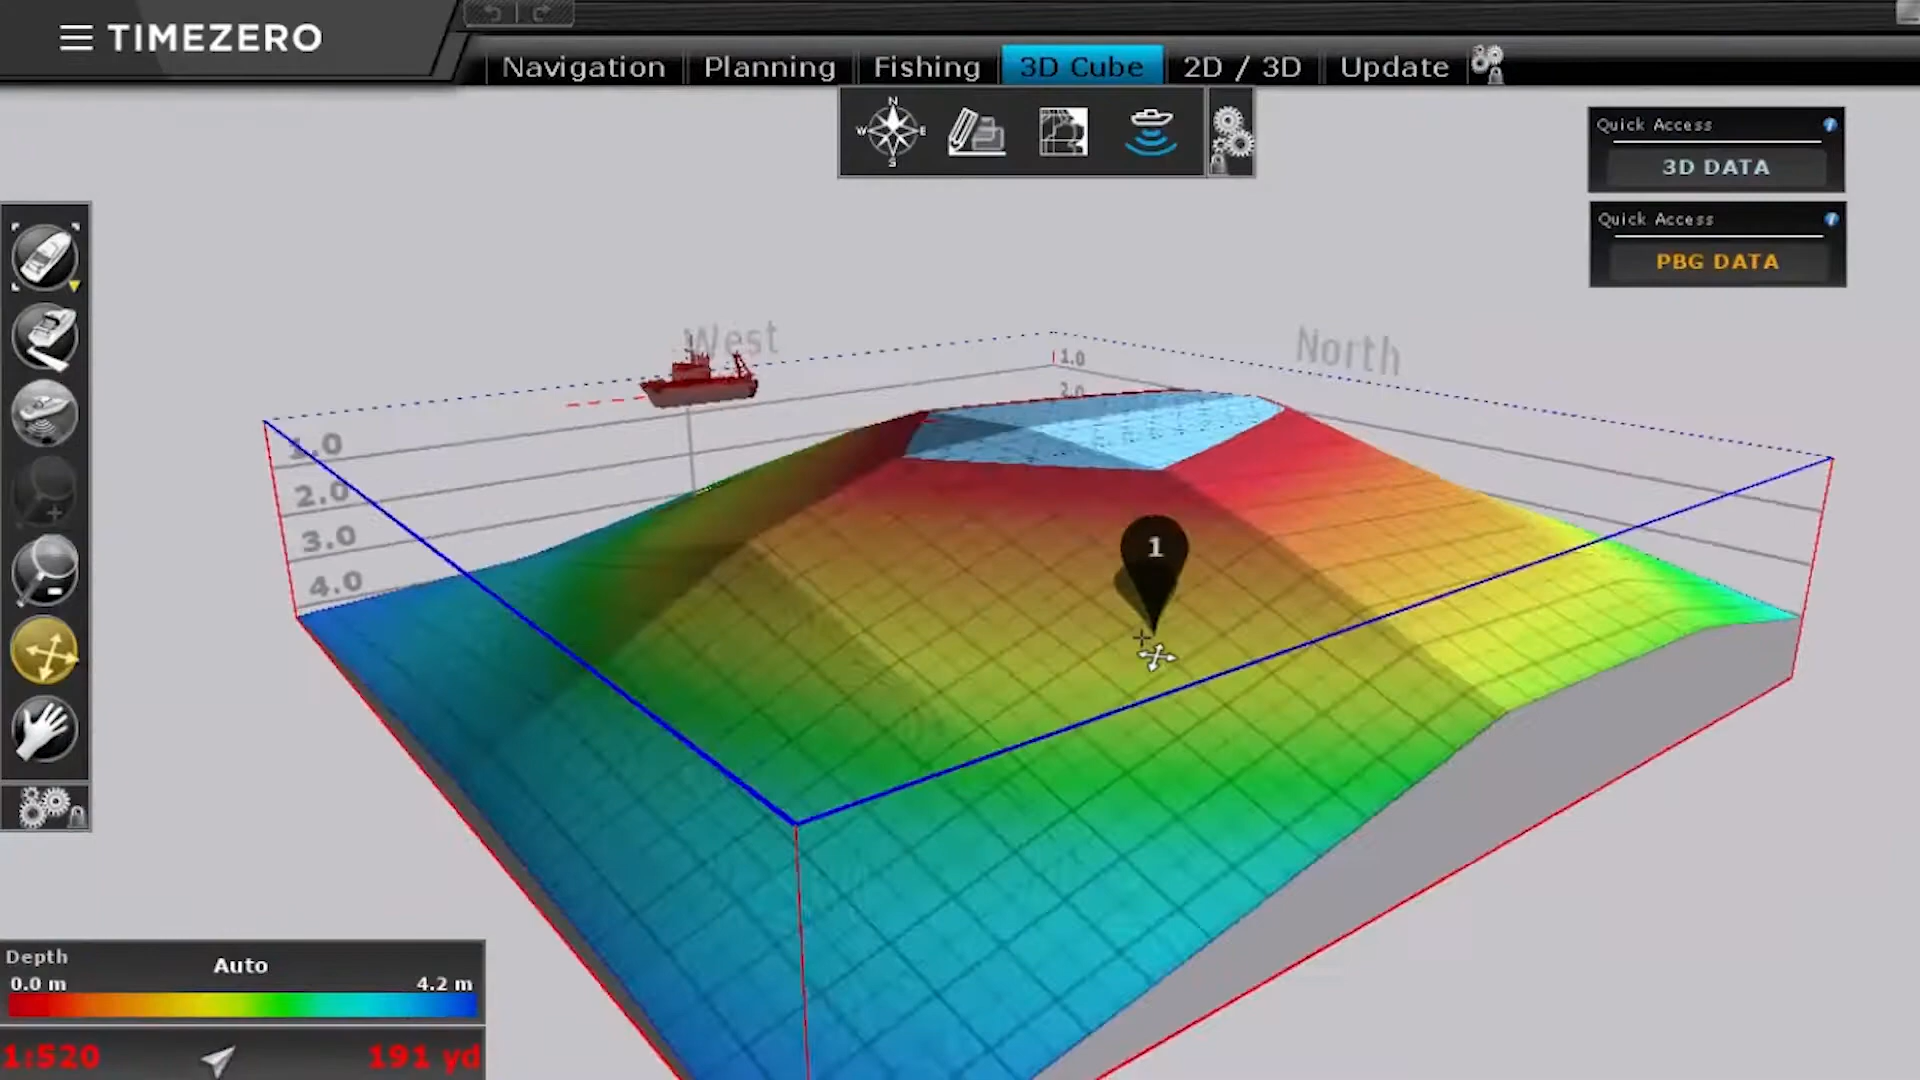 TIMEZERO
Navigation
Planning
Fishing
3D Cube
2D / 3D
Update
N
W
E
S
Quick Access
3D DATA
Quick Access
PBG DATA
West
North
1.0
2.0
1.0
2.0
3.0
4.0
1
Depth
Auto
0.0 m
4.2 m
1:520
191 yd